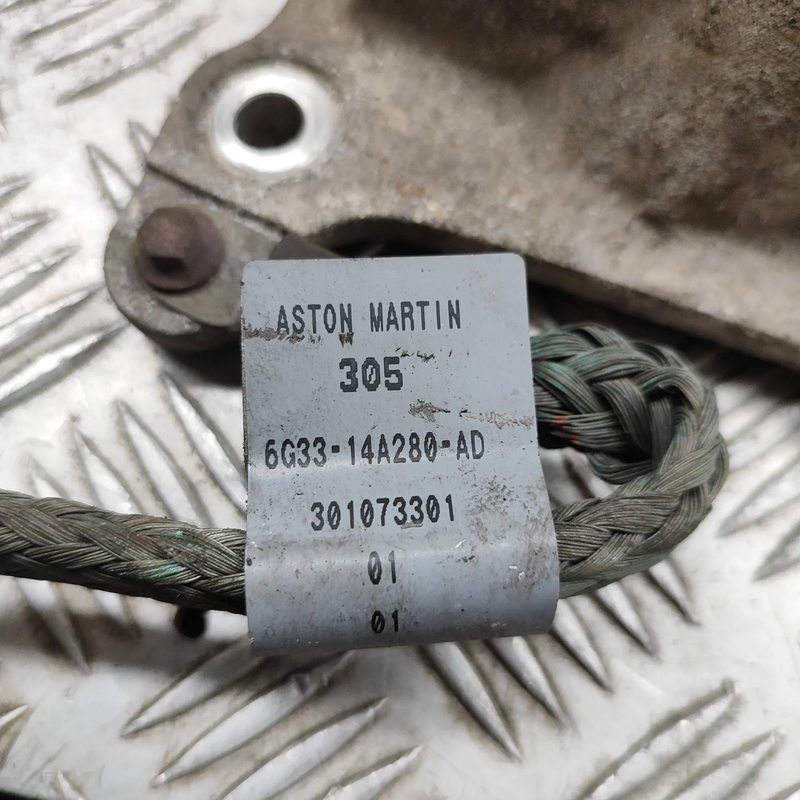 ASTON MARTIN
305
6G33-14A280-AD
301073301
01
01